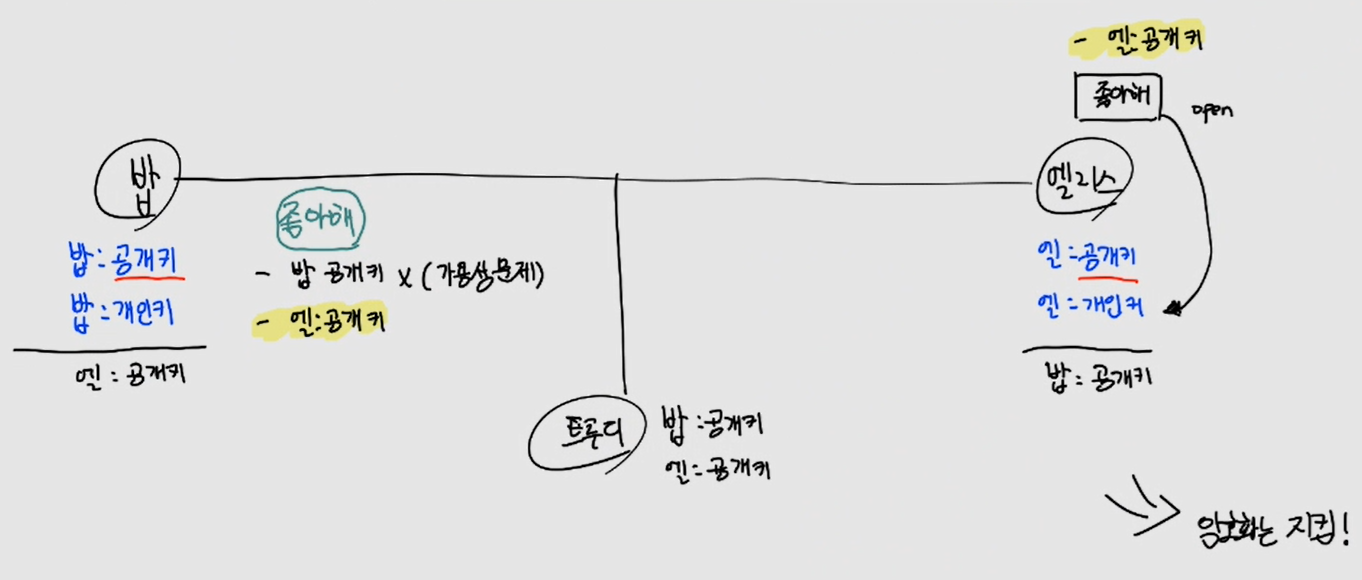 - 엘:공개키
좋아해
open
밥
엘리스
좋아해
밥:공개키
밥:개인키
엘:공개키
- 밥 공개키 x (가용성문제)
- 엘:공개키
엘:공개키
엘:개인키
밥:공개키
트루디
밥:공개키
엘:공개키
암호화는 지킴!